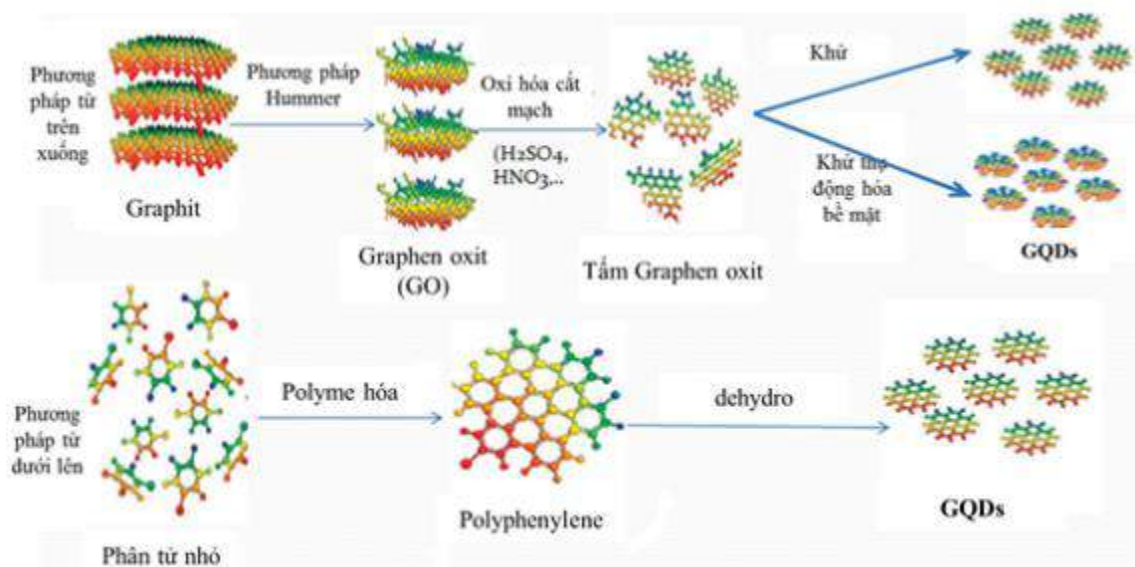 Phương
pháp từ
trên
xuống
Graphit
Phương pháp
Hummer
Graphen oxit
(GO)
Oxi hóa cắt
mạch
(H2SO4,
HNO3,..
Tấm Graphen oxit
Khử
Khử thụ
động hóa
bề mặt
GQDs
Phương
pháp từ
dưới lên
Phân tử nhỏ
Polyme hóa
Polyphenylene
dehydro
GQDs